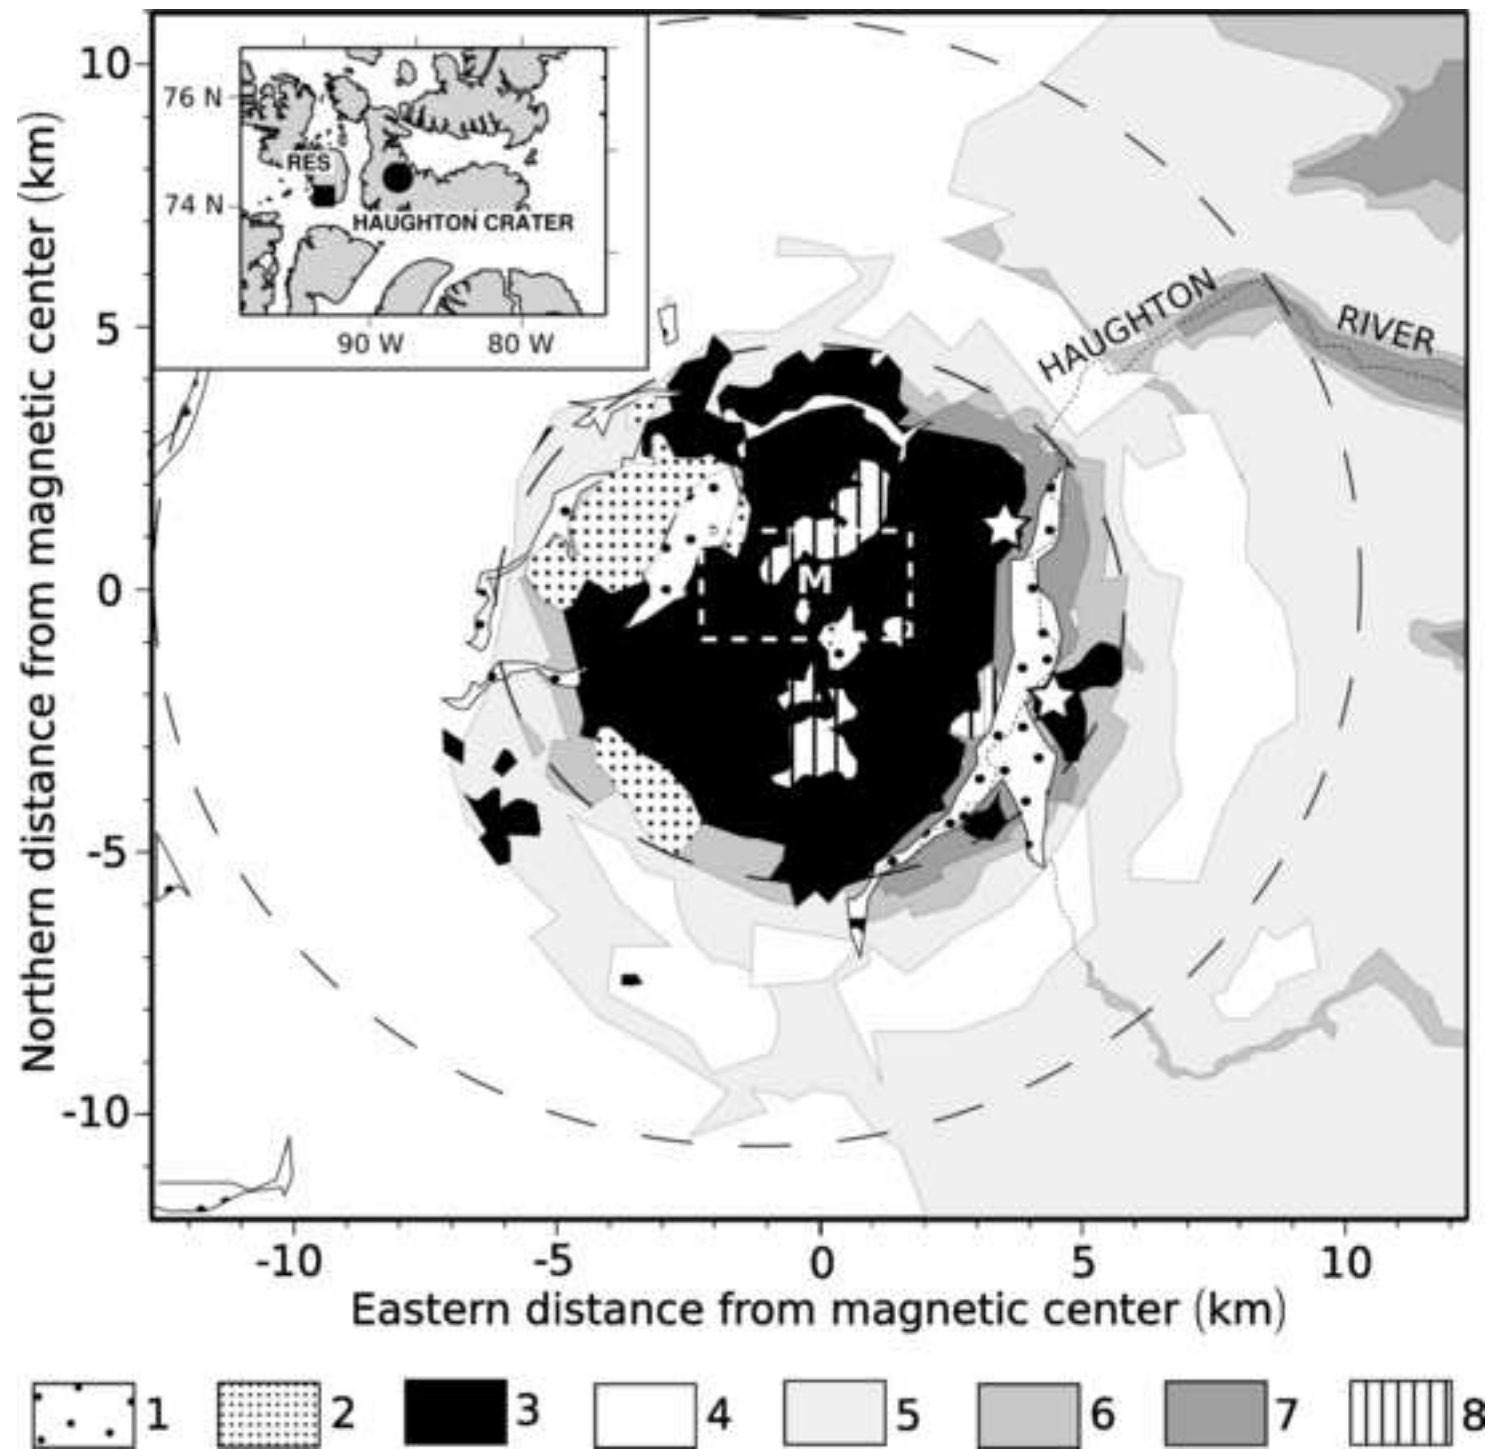 10
5
0
-5
-10
Northern distance from magnetic center (km)
76 N
74 N
RES
HAUGHTON CRATER
90 W
80 W
HAUGHTON
RIVER
M
-10
-5
0
5
10
Eastern distance from magnetic center (km)
1
2
3
4
5
6
7
8